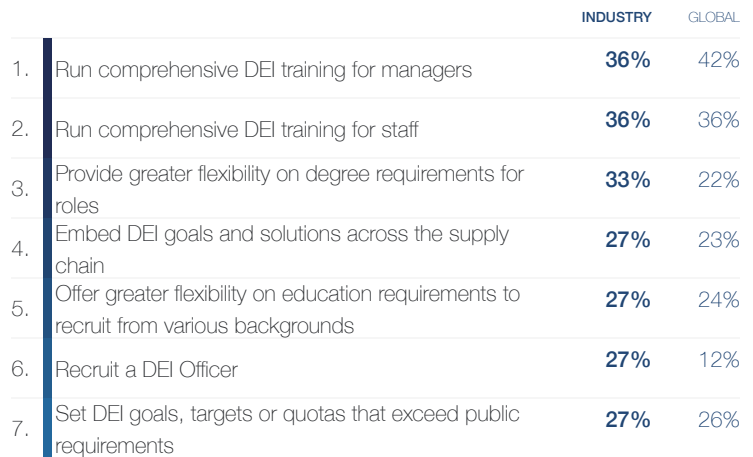 INDUSTRY GLOBAL
1. Run comprehensive DEI training for managers 36% 42%
2. Run comprehensive DEI training for staff 36% 36%
3. Provide greater flexibility on degree requirements for
roles 33% 22%
4. Embed DEI goals and solutions across the supply
chain 27% 23%
5. Offer greater flexibility on education requirements to
recruit from various backgrounds 27% 24%
6. Recruit a DEI Officer 27% 12%
7. Set DEI goals, targets or quotas that exceed public
requirements 27% 26%